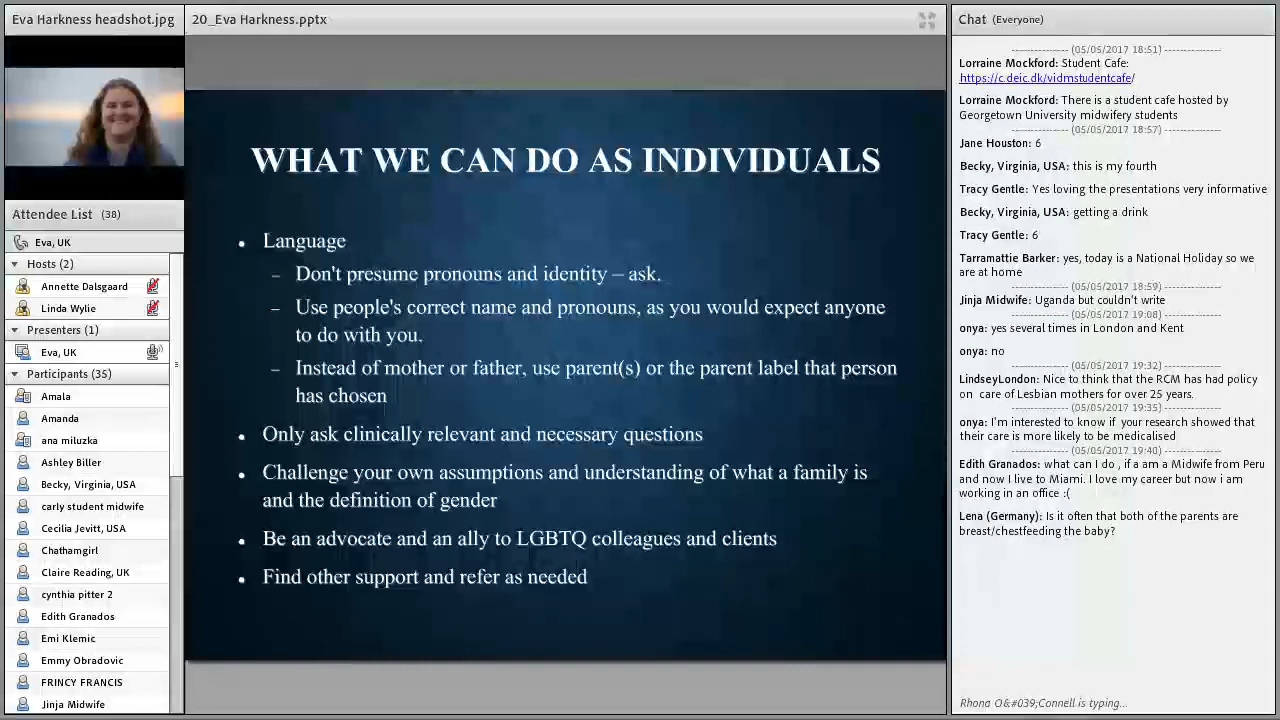 Eva Harkness headshot.jpg
20_Eva Harkness.pptx
Chat (Everyone)
Attendee List (38)
Eva, UK
Hosts (2)
Annette Dalsgaard
Linda Wylie
Presenters (1)
Eva, UK
Participants (35)
Amala
Amanda
ana miluzka
Ashley Biller
Becky, Virginia, USA
carly student midwife
Cecilia Jevitt, USA
Chathamgirl
Claire Reading, UK
cynthia pitter 2
Edith Granados
Emi Klemic
Emmy Obradovic
FRINCY FRANCIS
Jinja Midwife
WHAT WE CAN DO AS INDIVIDUALS
• Language
– Don't presume pronouns and identity – ask.
– Use people's correct name and pronouns, as you would expect anyone
to do with you.
– Instead of mother or father, use parent(s) or the parent label that person
has chosen
• Only ask clinically relevant and necessary questions
• Challenge your own assumptions and understanding of what a family is
and the definition of gender
• Be an advocate and an ally to LGBTQ colleagues and clients
• Find other support and refer as needed
---------------- (05/05/2017 18:51) ---------------
Lorraine Mockford: Student Cafe:
https://c.deic.dk/vidmstudentcafe/
Lorraine Mockford: There is a student cafe hosted by
Georgetown University midwifery students
---------------- (05/05/2017 18:57) ---------------
Jane Houston: 6
Becky, Virginia, USA: this is my fourth
Tracy Gentle: Yes loving the presentations very informative
Becky, Virginia, USA: getting a drink
Tracy Gentle: 6
Tarramattie Barker: yes, today is a National Holiday so we
are at home
---------------- (05/05/2017 18:59) ---------------
Jinja Midwife: Uganda but couldn't write
---------------- (05/05/2017 19:08) ---------------
onya: yes several times in London and Kent
onya: no
---------------- (05/05/2017 19:32) ---------------
LindseyLondon: Nice to think that the RCM has had policy
on care of Lesbian mothers for over 25 years.
---------------- (05/05/2017 19:35) ---------------
onya: I'm interested to know if your research showed that
their care is more likely to be medicalised
---------------- (05/05/2017 19:40) ---------------
Edith Granados: what can I do , if a am a Midwife from Peru
and now I live to Miami. I love my career but now i am
working in an office :(
Lena (Germany): Is it often that both of the parents are
breast/chestfeeding the baby?
Rhona O&#039;Connell is typing...